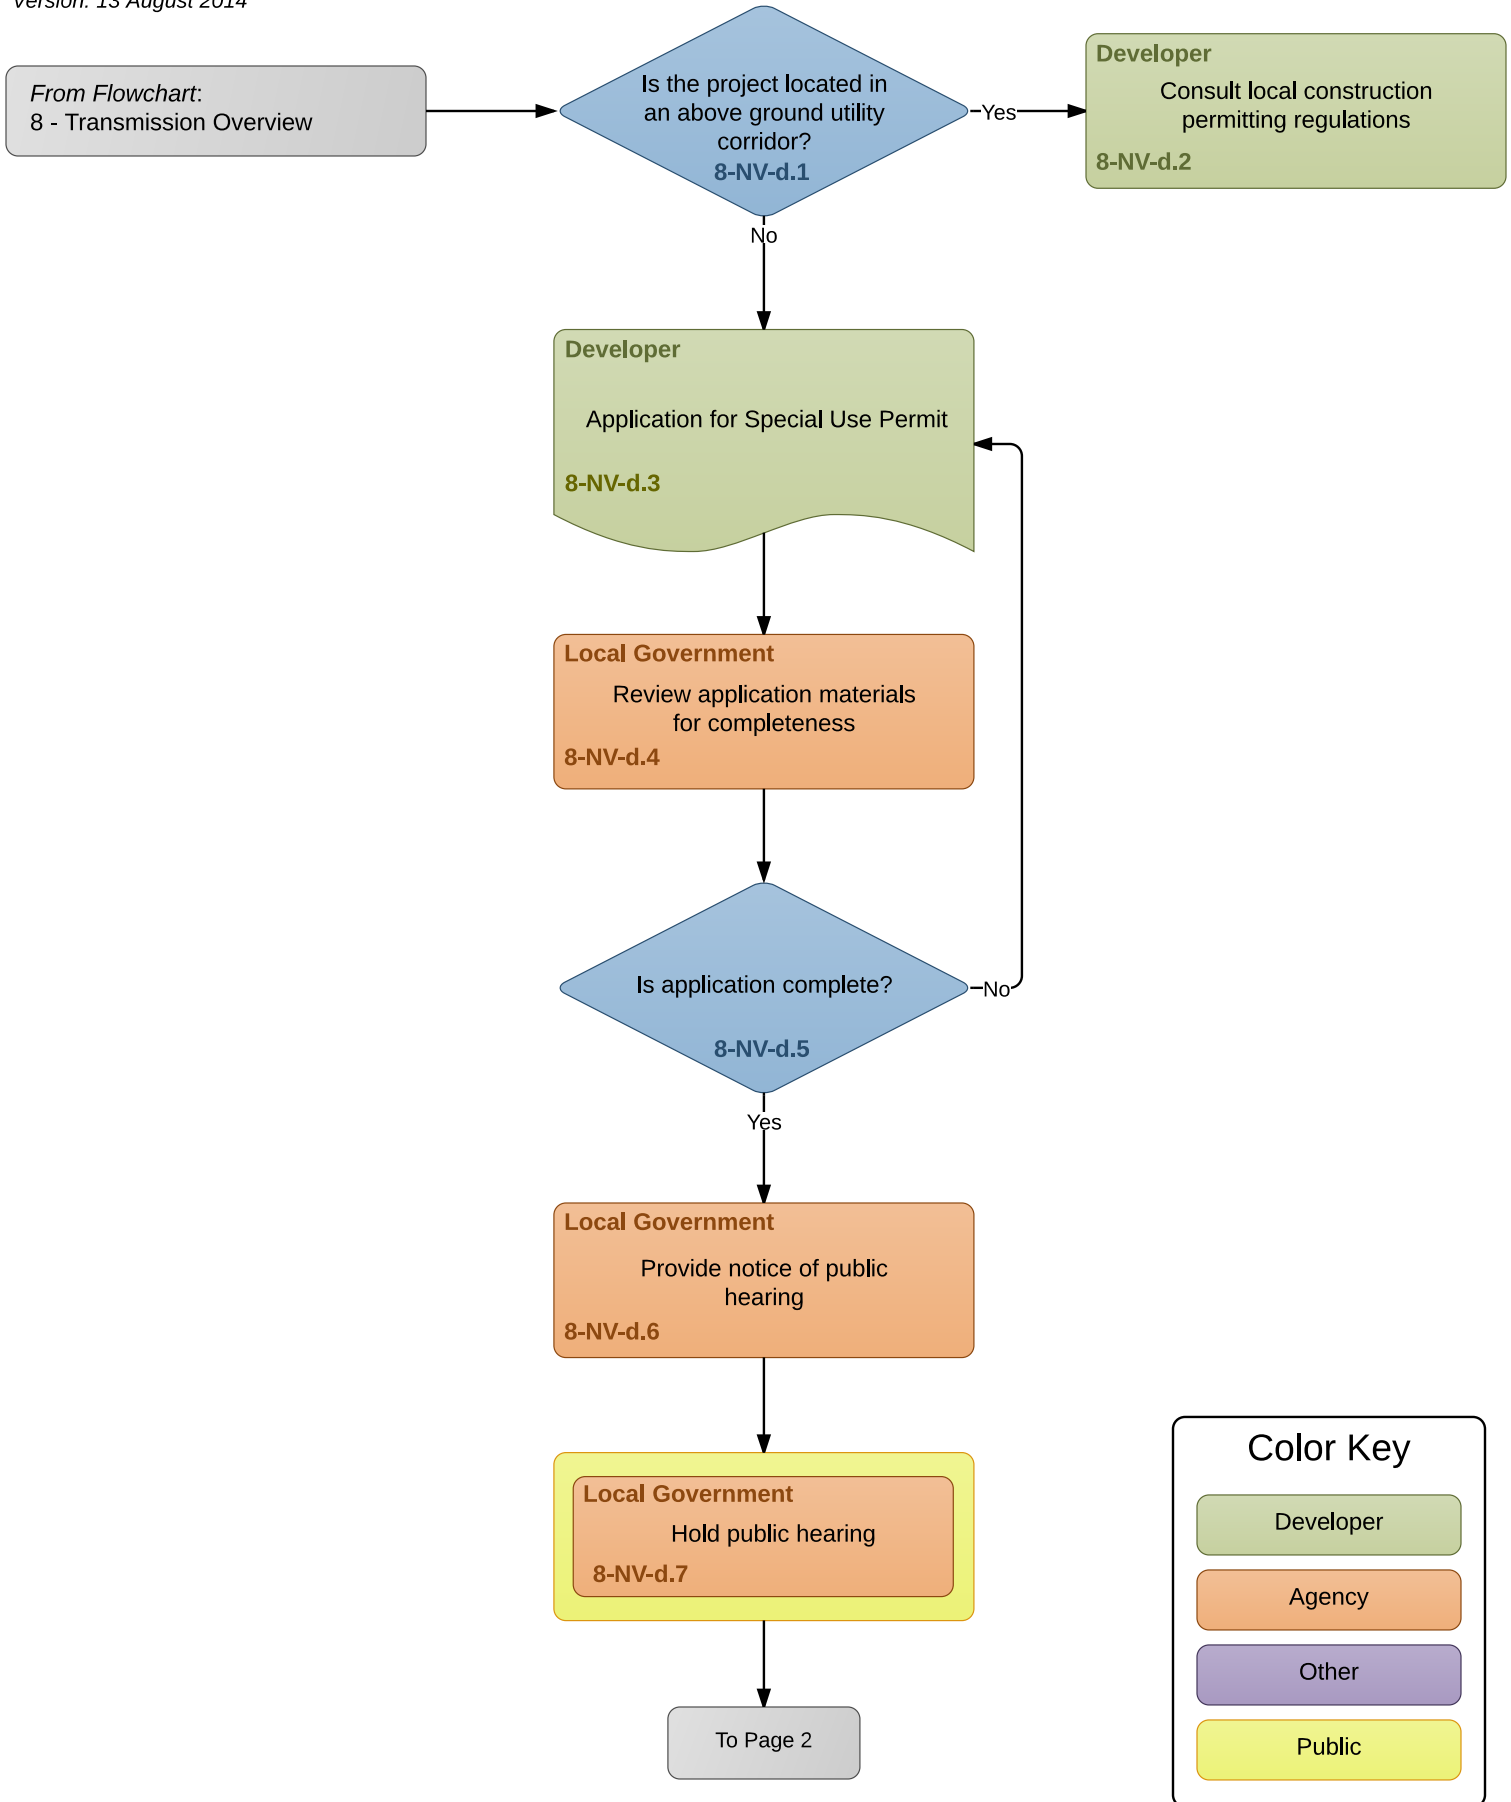 Version: 13 August 2014
From Flowchart:
8 - Transmission Overview
Is the project located in
an above ground utility
corridor?
8-NV-d.1
Yes
Developer
Consult local construction
permitting regulations
8-NV-d.2
No
Developer
Application for Special Use Permit
8-NV-d.3
Local Government
Review application materials
for completeness
8-NV-d.4
Is application complete?
8-NV-d.5
No
Yes
Local Government
Provide notice of public
hearing
8-NV-d.6
Local Government
Hold public hearing
8-NV-d.7
To Page 2
Color Key
Developer
Agency
Other
Public